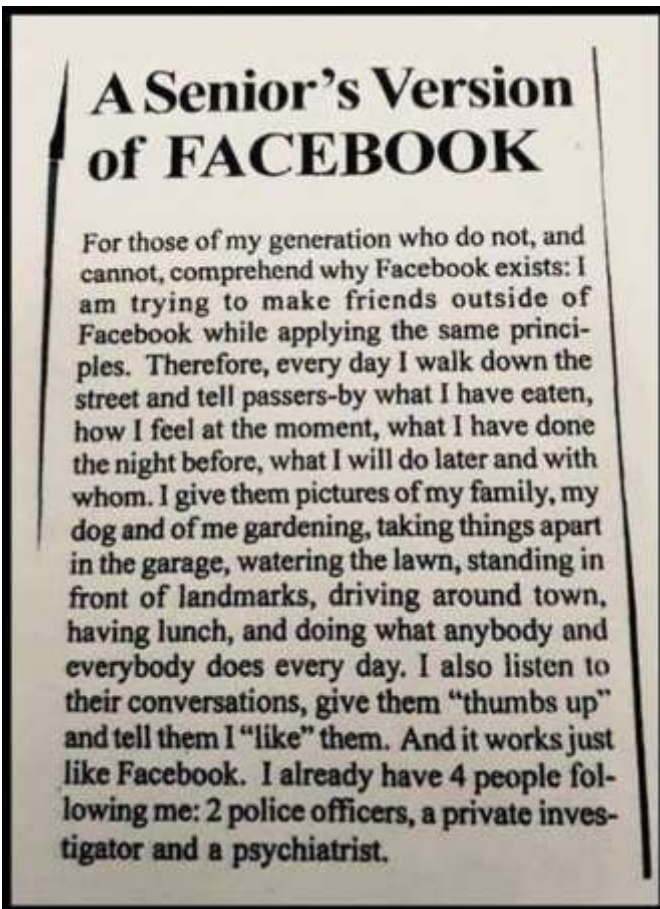 A Senior's Version
of FACEBOOK
For those of my generation who do not, and
cannot, comprehend why Facebook exists: I
am trying to make friends outside of
Facebook while applying the same princi-
ples. Therefore, every day I walk down the
street and tell passers-by what I have eaten,
how I feel at the moment, what I have done
the night before, what I will do later and with
whom. I give them pictures of my family, my
dog and of me gardening, taking things apart
in the garage, watering the lawn, standing in
front of landmarks, driving around town,
having lunch, and doing what anybody and
everybody does every day. I also listen to
their conversations, give them "thumbs up"
and tell them I "like" them. And it works just
like Facebook. I already have 4 people fol-
lowing me: 2 police officers, a private inves-
tigator and a psychiatrist.